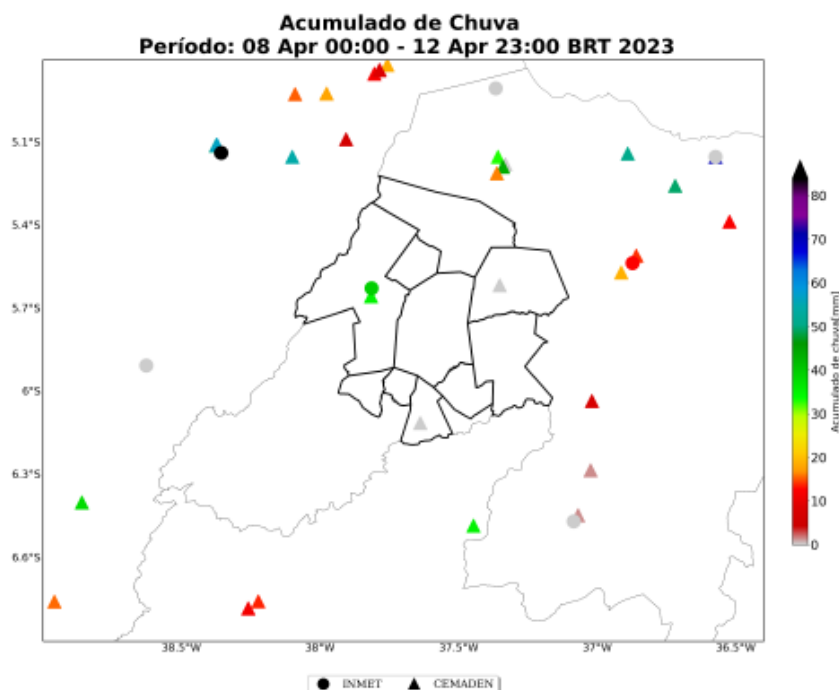 Acumulado de Chuva
Período: 08 Apr 00:00 - 12 Apr 23:00 BRT 2023
5.1°S
5.4°S
5.7°S
6°S
6.3°S
6.6°S
38.5°W
38°W
37.5°W
37°W
36.5°W
80
70
60
50
40
30
20
10
0
Acumulado de chuva(mm)
INMET
CEMADEN